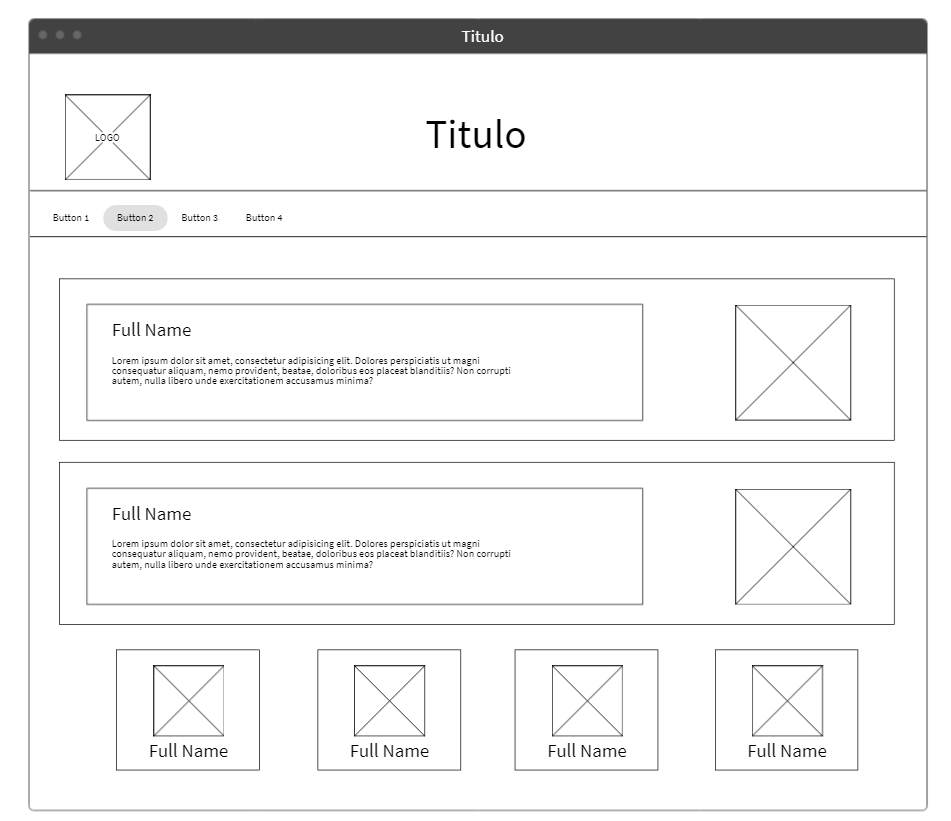 Titulo
LOGO
Titulo
Button 1 Button 2 Button 3 Button 4
Full Name
Lorem ipsum dolor sit amet, consectetur adipisicing elit. Dolores perspiciatis ut magni
consequatur aliquam, nemo provident, beatae, doloribus eos placeat blanditiis? Non corrupti
autem, nulla libero unde exercitationem accusamus minima?
Full Name
Lorem ipsum dolor sit amet, consectetur adipisicing elit. Dolores perspiciatis ut magni
consequatur aliquam, nemo provident, beatae, doloribus eos placeat blanditiis? Non corrupti
autem, nulla libero unde exercitationem accusamus minima?
Full Name Full Name Full Name Full Name